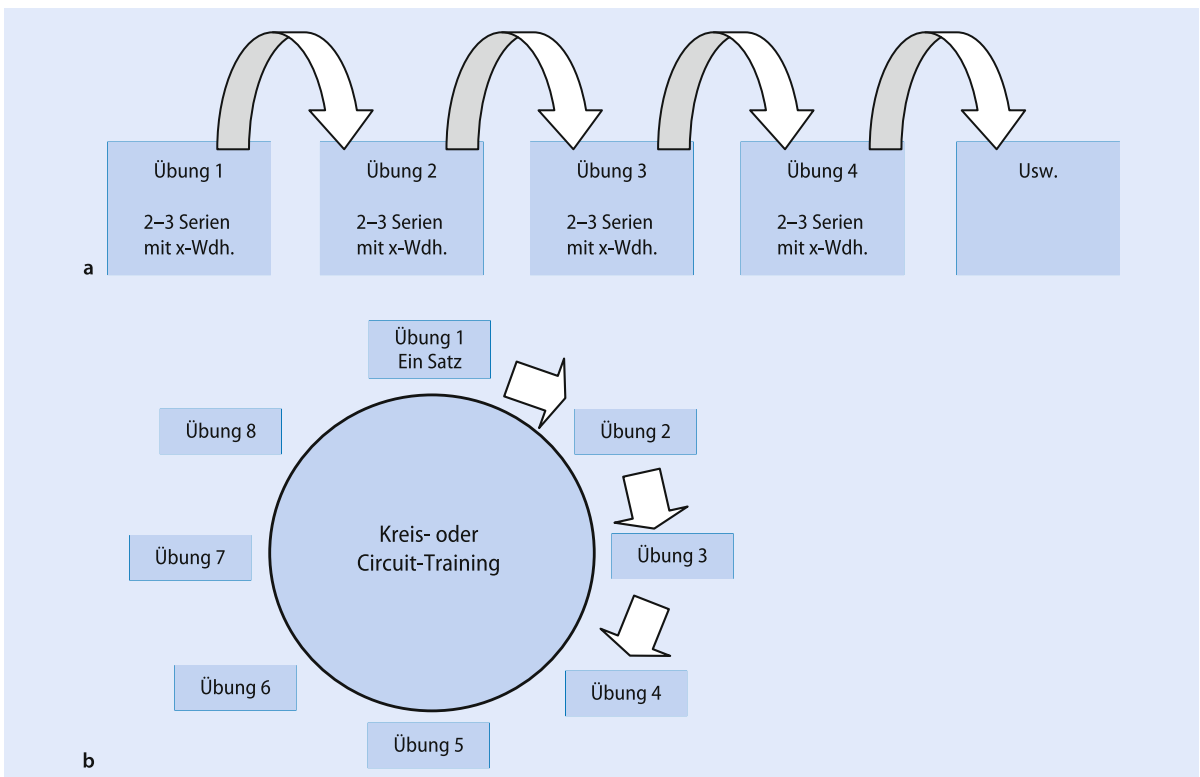 Übung 1
2–3 Serien
mit x-Wdh.
Übung 2
2–3 Serien
mit x-Wdh.
Übung 3
2–3 Serien
mit x-Wdh.
Übung 4
2–3 Serien
mit x-Wdh.
Usw.
a
Übung 1
Ein Satz
Übung 2
Übung 3
Übung 4
Übung 5
Übung 6
Übung 7
Übung 8
Kreis- oder
Circuit-Training
b